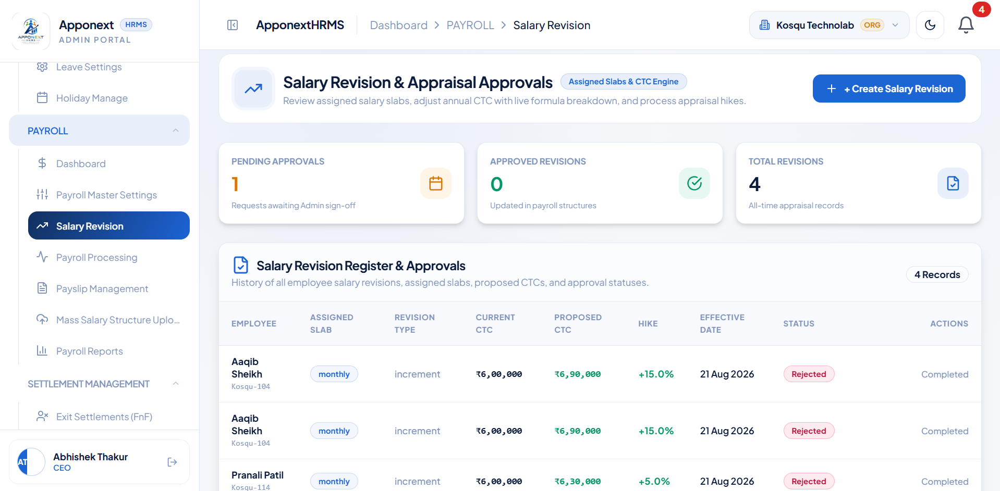 APPONEXT
HRMS
Apponext HRMS
ADMIN PORTAL
Leave Settings
Holiday Manage
PAYROLL
Dashboard
Payroll Master Settings
Salary Revision
Payroll Processing
Payslip Management
Mass Salary Structure Uplo...
Payroll Reports
SETTLEMENT MANAGEMENT
Exit Settlements (FnF)
AT
Abhishek Thakur
CEO
ApponextHRMS Dashboard > PAYROLL > Salary Revision
Kosqu Technolab ORG
4
Salary Revision & Appraisal Approvals Assigned Slabs & CTC Engine
Review assigned salary slabs, adjust annual CTC with live formula breakdown, and process appraisal hikes.
+ + Create Salary Revision
PENDING APPROVALS
1
Requests awaiting Admin sign-off
APPROVED REVISIONS
0
Updated in payroll structures
TOTAL REVISIONS
4
All-time appraisal records
Salary Revision Register & Approvals
History of all employee salary revisions, assigned slabs, proposed CTCs, and approval statuses.
4 Records
EMPLOYEE ASSIGNED SLAB REVISION TYPE CURRENT CTC PROPOSED CTC HIKE EFFECTIVE DATE STATUS ACTIONS
Aaqib Sheikh
Kosqu-104
monthly increment ₹6,00,000 ₹6,90,000 +15.0% 21 Aug 2026 Rejected Completed
Aaqib Sheikh
Kosqu-104
monthly increment ₹6,00,000 ₹6,90,000 +15.0% 21 Aug 2026 Rejected Completed
Pranali Patil
Kosqu-114
monthly increment ₹6,00,000 ₹6,30,000 +5.0% 21 Aug 2026 Rejected Completed